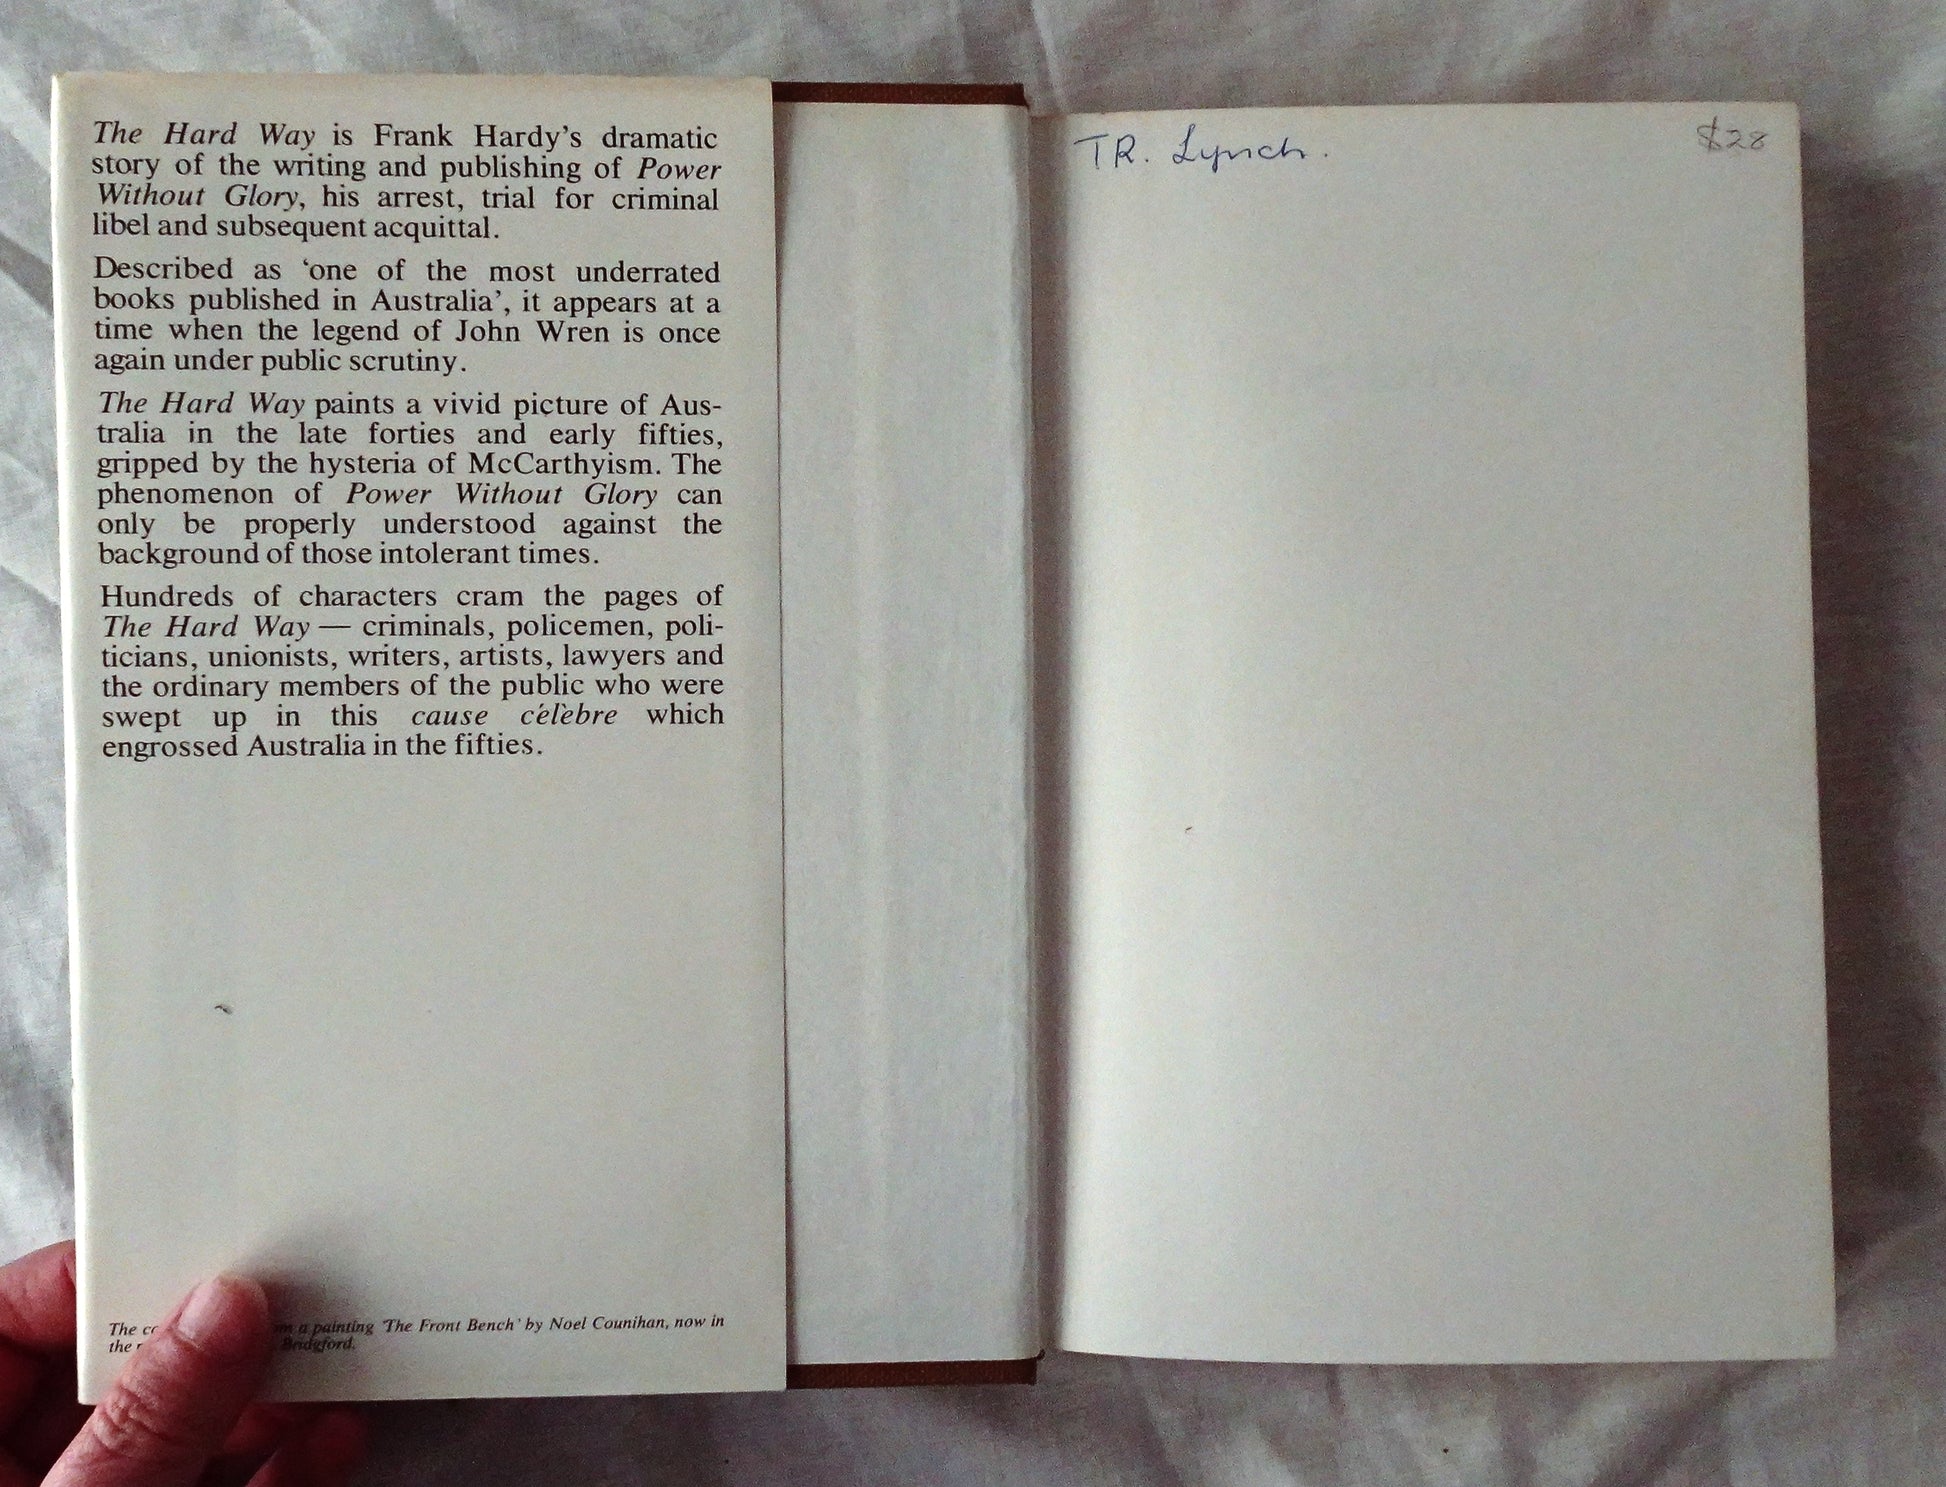 The Hard Way is Frank Hardy's dramatic
story of the writing and publishing of Power
Without Glory, his arrest, trial for criminal
libel and subsequent acquittal.
Described as 'one of the most underrated
books published in Australia', it appears at a
time when the legend of John Wren is once
again under public scrutiny.
The Hard Way paints a vivid picture of Aus-
tralia in the late forties and early fifties,
gripped by the hysteria of McCarthyism. The
phenomenon of Power Without Glory can
only be properly understood against the
background of those intolerant times.
Hundreds of characters cram the pages of
The Hard Way — criminals, policemen, poli-
ticians, unionists, writers, artists, lawyers and
the ordinary members of the public who were
swept up in this cause célèbre which
engrossed Australia in the fifties.
The a painting 'The Front Bench' by Noel Counihan, now in
the Bridgford.
TR. Lynch.
$28